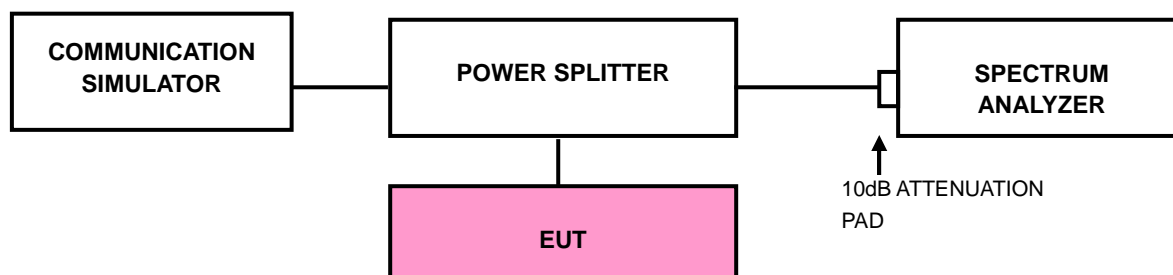 COMMUNICATION
SIMULATOR
POWER SPLITTER
SPECTRUM
ANALYZER
10dB ATTENUATION
PAD
EUT